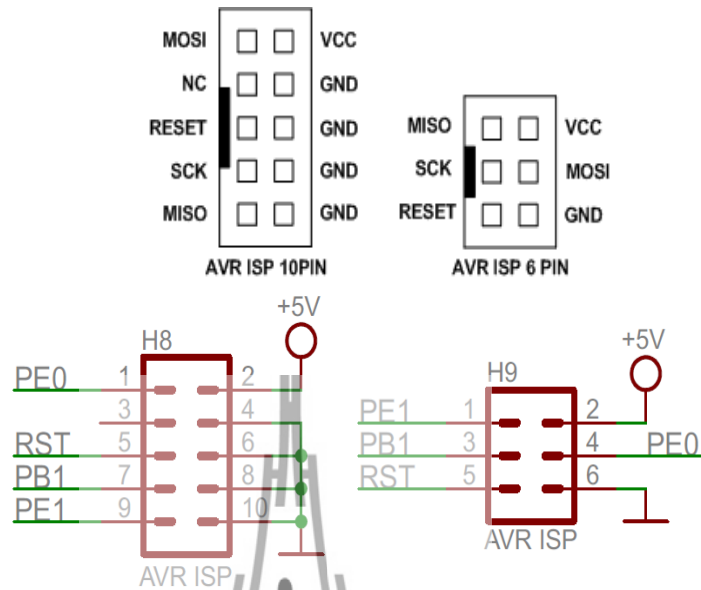 MOSI VCC
NC GND
RESET GND
SCK GND
MISO GND
AVR ISP 10PIN
MISO VCC
SCK MOSI
RESET GND
AVR ISP 6 PIN
+5V
H8
PE0 1 2
3 4
RST 5 6
PB1 7 8
PE1 9 10
AVR ISP
+5V
H9
PE1 1 2
PB1 3 4 PE0
RST 5 6
AVR ISP